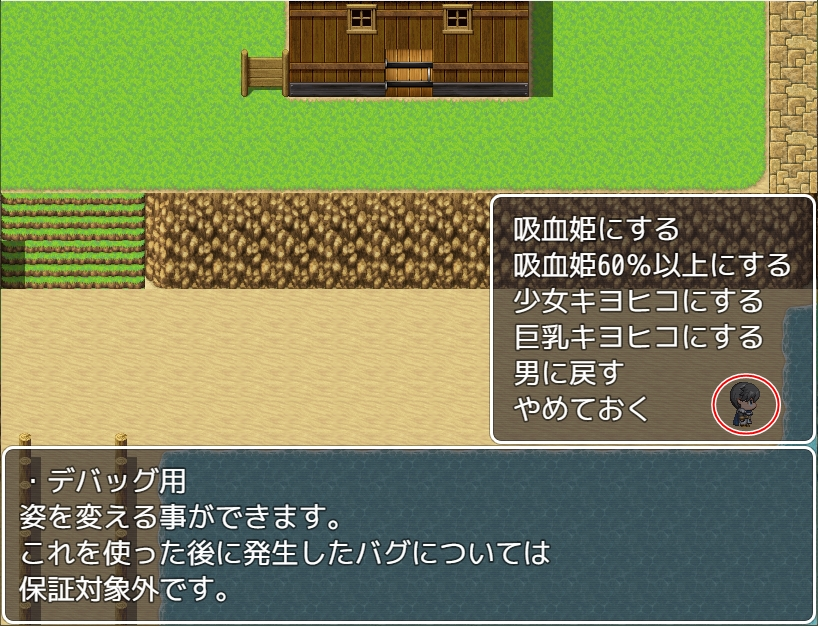 吸血姫にする
吸血姫60%以上にする
少女キヨヒコにする
巨乳キヨヒコにする
男に戻す
やめておく
・デバッグ用
姿を変える事ができます。
これを使った後に発生したバグについては
保証対象外です。